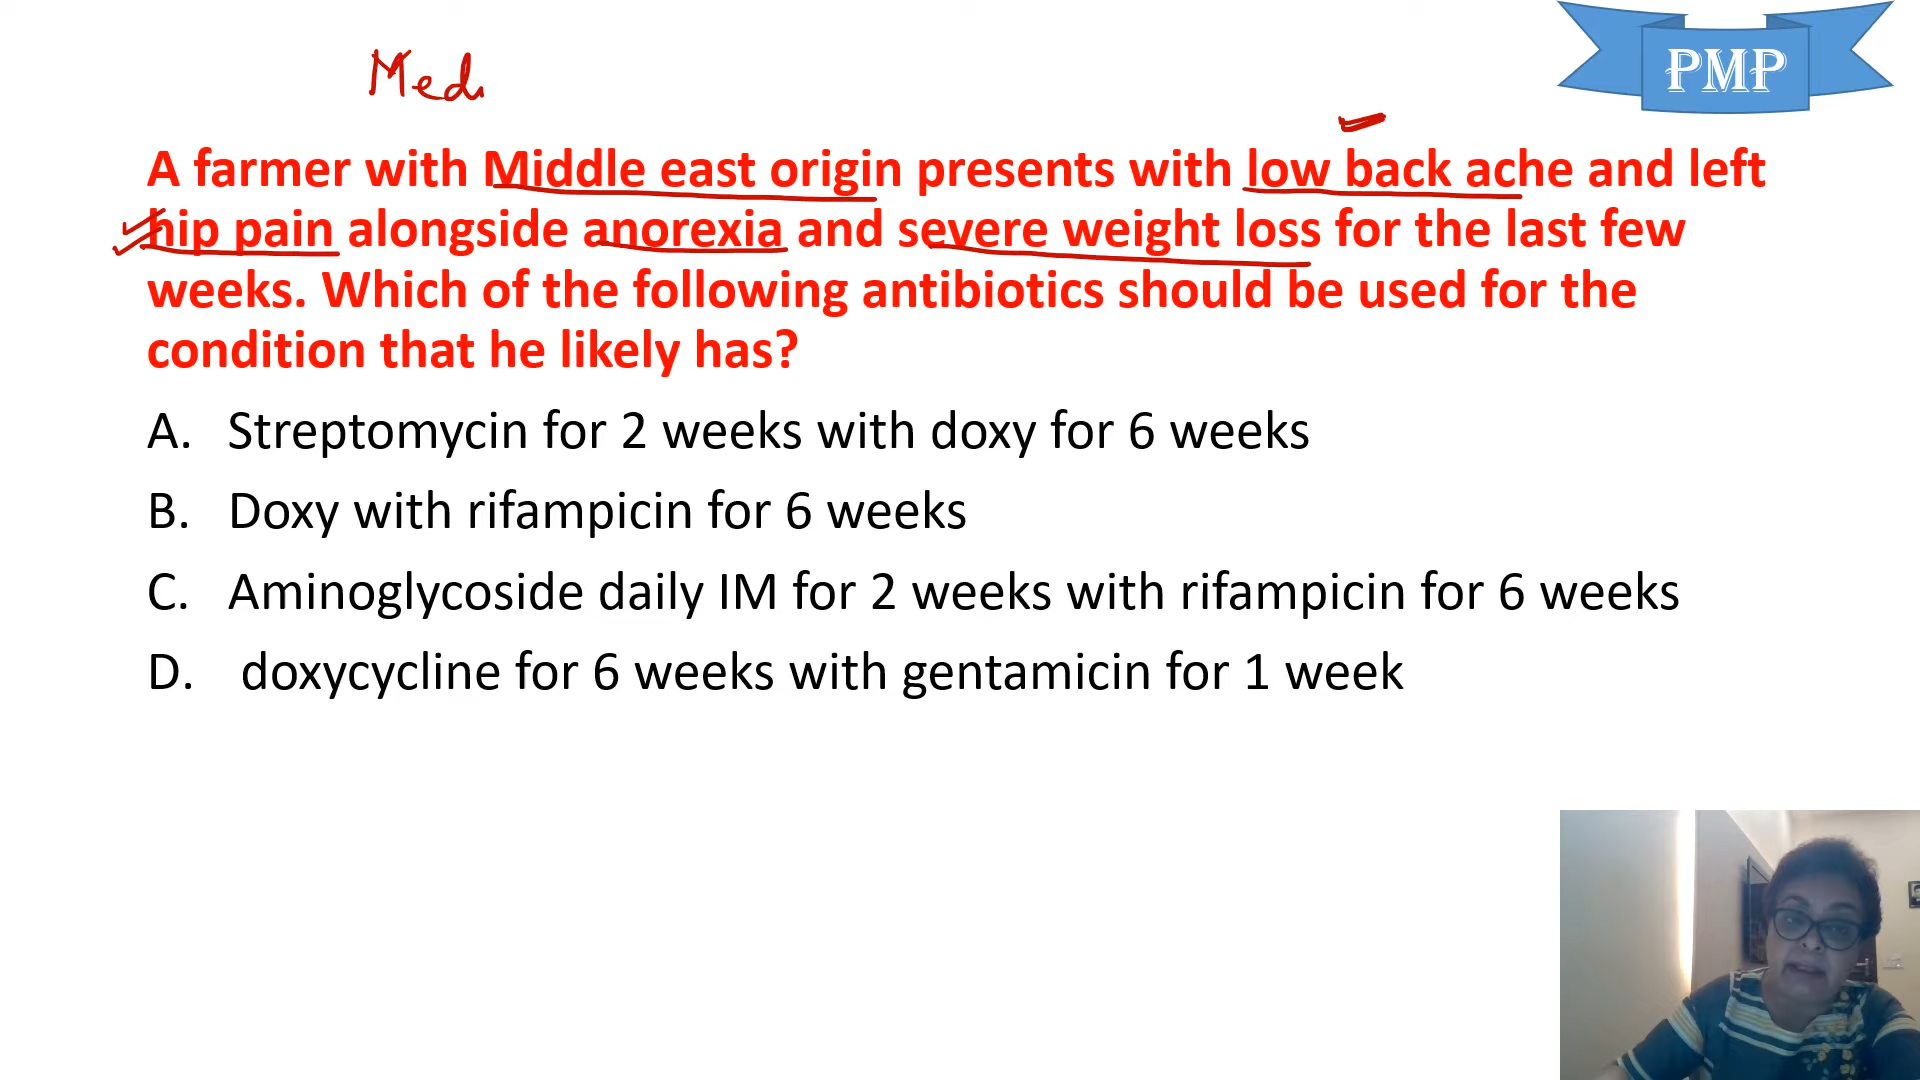 PMP
Med
A farmer with Middle east origin presents with low back ache and left
hip pain alongside anorexia and severe weight loss for the last few
weeks. Which of the following antibiotics should be used for the
condition that he likely has?
A. Streptomycin for 2 weeks with doxy for 6 weeks
B. Doxy with rifampicin for 6 weeks
C. Aminoglycoside daily IM for 2 weeks with rifampicin for 6 weeks
D. doxycycline for 6 weeks with gentamicin for 1 week